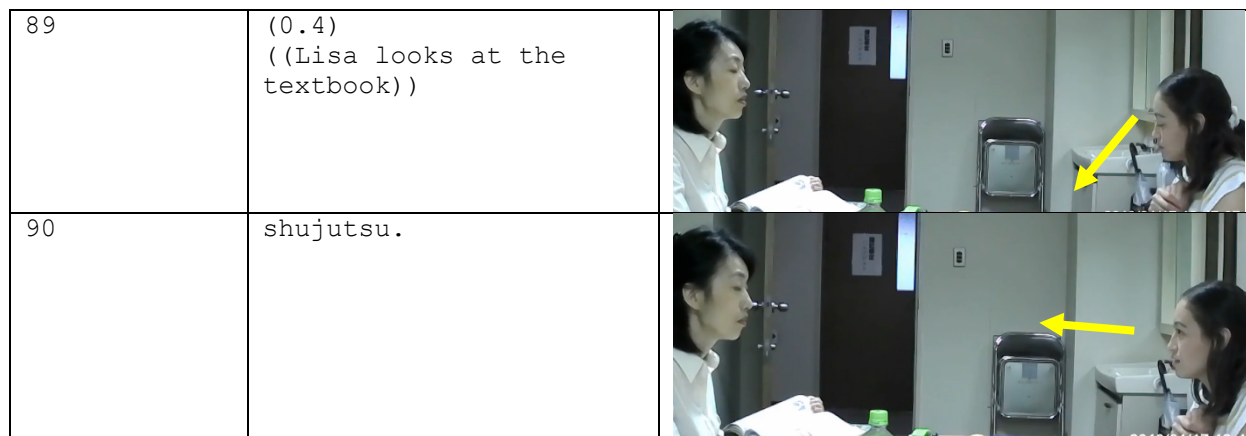 89
(0.4)
((Lisa looks at the
textbook))
90
shujutsu.